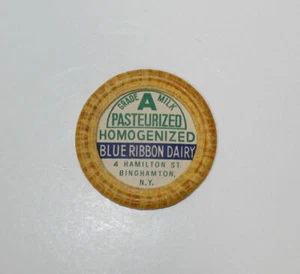 GRADE A MILK
PASTEURIZED
HOMOGENIZED
BLUE RIBBON DAIRY
4 HAMILTON ST.
BINGHAMTON,
N.Y.